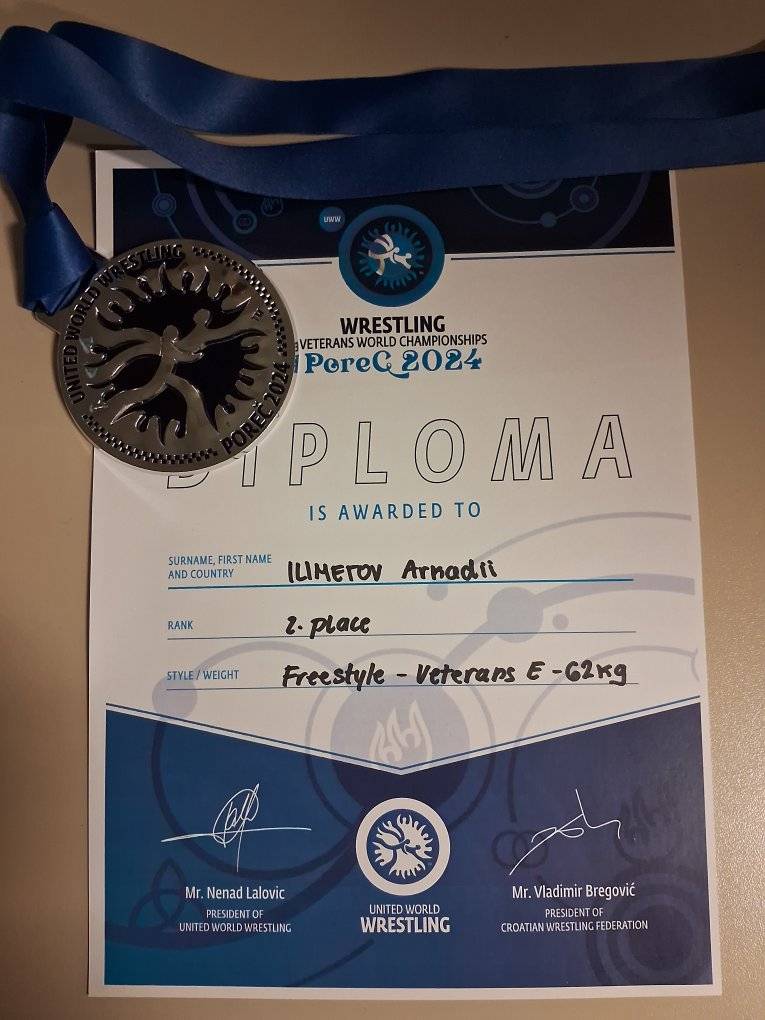 UNITED WORLD WRESTLING
POREČ 2024
TM
UWW
WRESTLING
VETERANS WORLD CHAMPIONSHIPS
PoreČ 2024
DIPLOMA
IS AWARDED TO
SURNAME, FIRST NAME
AND COUNTRY
ILIMETOV Arnadii
RANK
2. place
STYLE / WEIGHT
Freestyle - Veterans E - 62kg
Mr. Nenad Lalovic
PRESIDENT OF
UNITED WORLD WRESTLING
UNITED WORLD
WRESTLING
Mr. Vladimir Bregović
PRESIDENT OF
CROATIAN WRESTLING FEDERATION